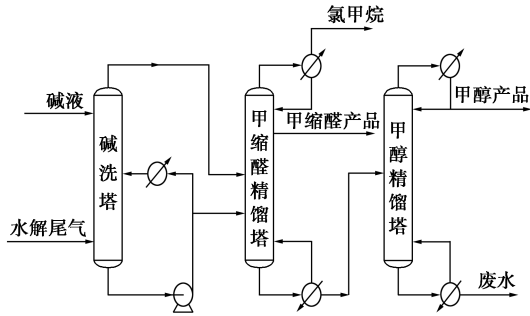 氯甲烷
碱液
甲缩醛产品
甲醇产品
碱洗塔
甲缩醛精馏塔
甲醇精馏塔
水解尾气
废水